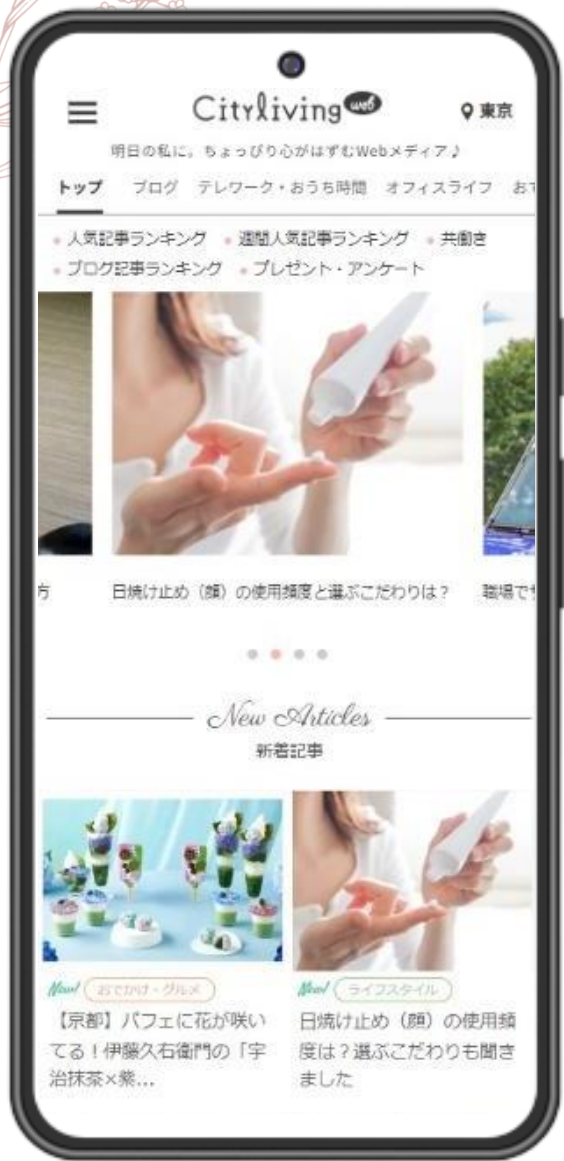 Cityliving web
東京
明日の私に。ちょっぴり心がはずむWebメディア♪
トップ ブログ テレワーク・おうち時間 オフィスライフ おで
人気記事ランキング 週間人気記事ランキング 共働き
ブログ記事ランキング プレゼント・アンケート
方 日焼け止め（顔）の使用頻度と選ぶこだわりは？ 職場で
New Articles
新着記事
New! おでかけ・グルメ
【京都】パフェに花が咲い
てる！伊藤久右衛門の「宇
治抹茶×紫...
New! ライフスタイル
日焼け止め（顔）の使用頻
度は？選ぶこだわりも聞き
ました